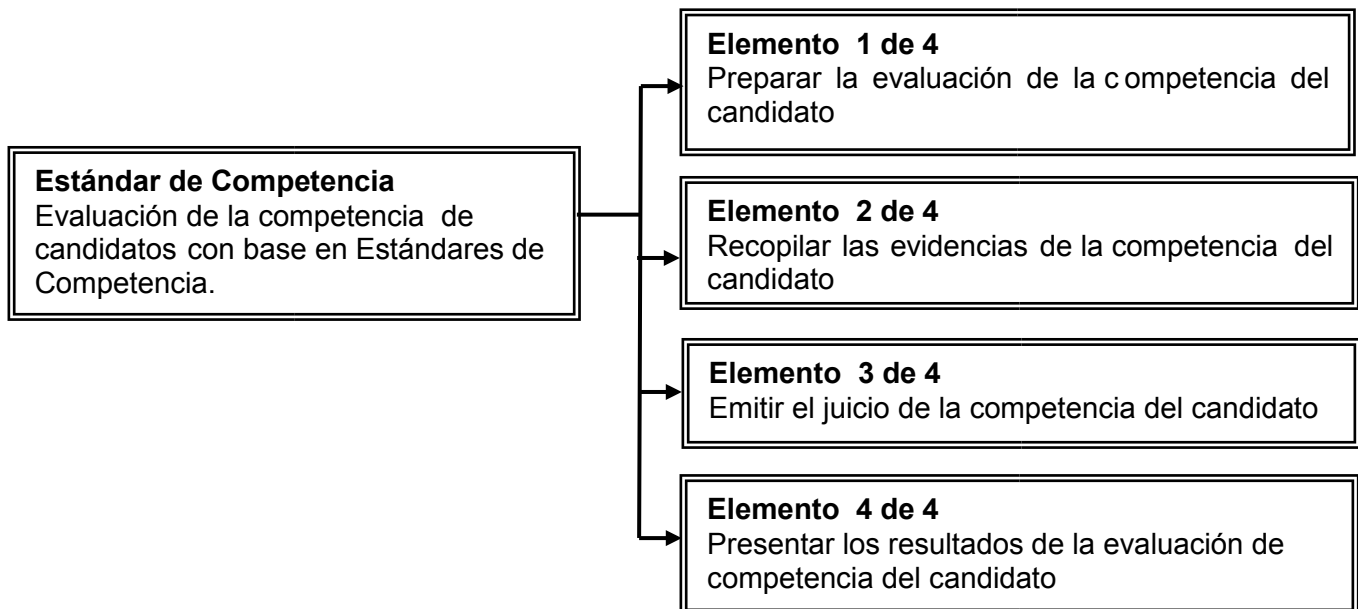 Estándar de Competencia
Evaluación de la competencia de
candidatos con base en Estándares de
Competencia.
Elemento 1 de 4
Preparar la evaluación de la c ompetencia del
candidato
Elemento 2 de 4
Recopilar las evidencias de la competencia del
candidato
Elemento 3 de 4
Emitir el juicio de la competencia del candidato
Elemento 4 de 4
Presentar los resultados de la evaluación de
competencia del candidato